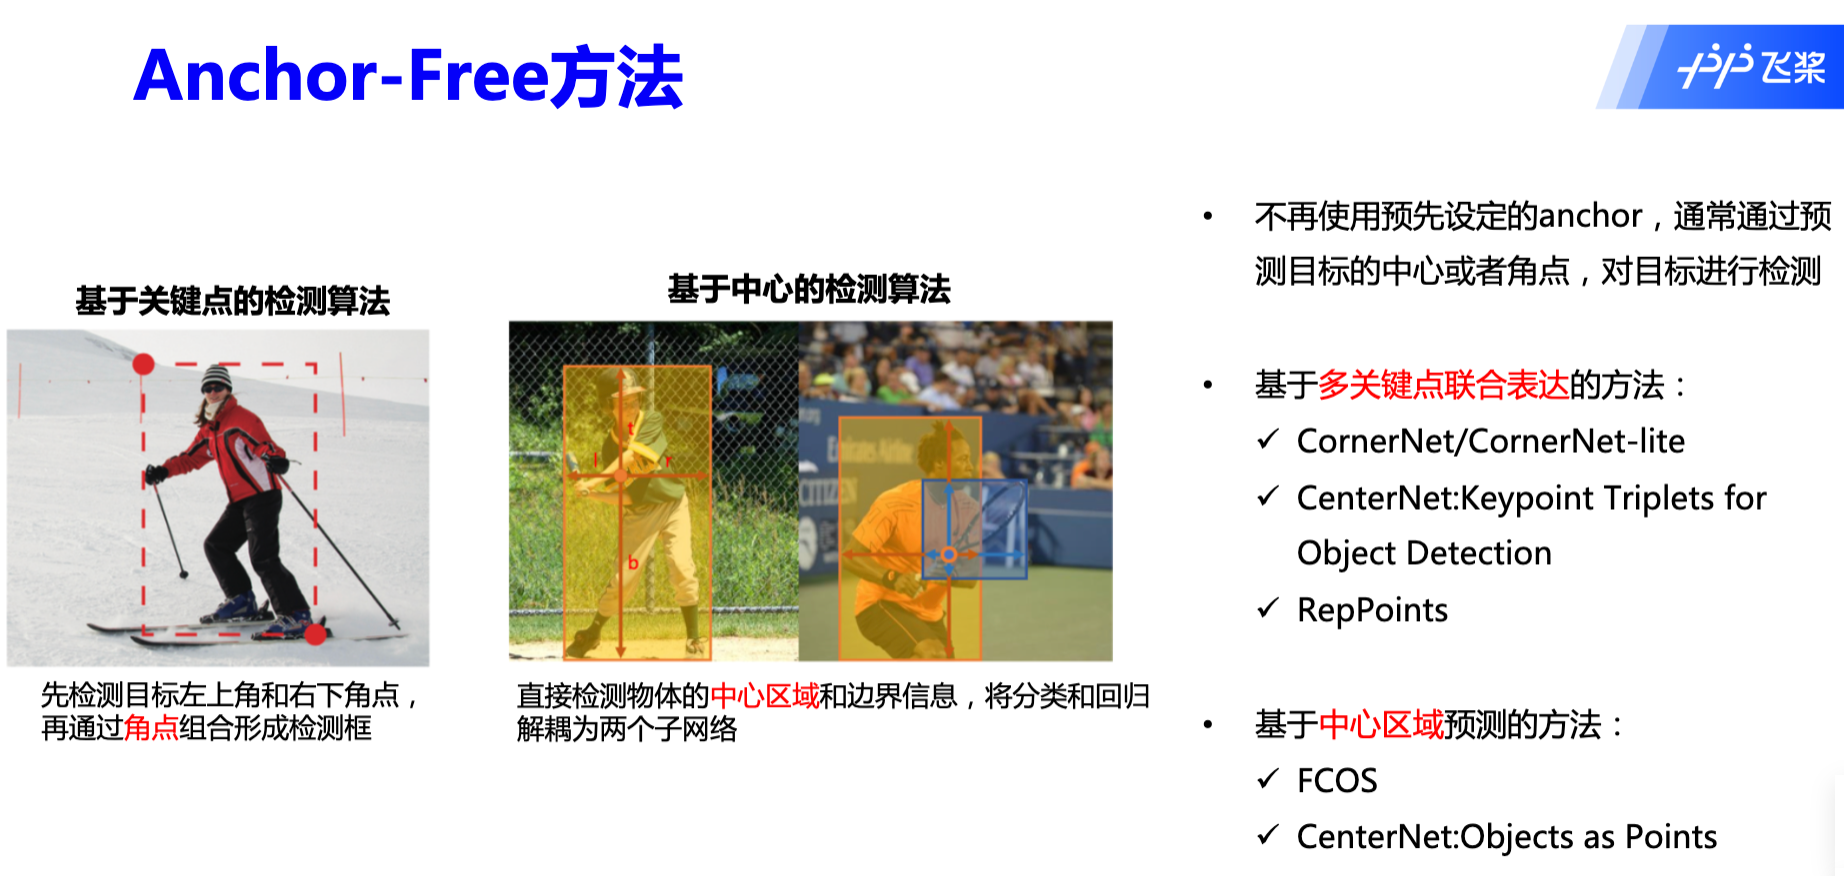 Anchor-Free方法
飞桨
基于关键点的检测算法
先检测目标左上角和右下角点，
再通过角点组合形成检测框
基于中心的检测算法
t
l
r
b
CITIZEN
直接检测物体的中心区域和边界信息，将分类和回归
解耦为两个子网络
• 不再使用预先设定的anchor，通常通过预
测目标的中心或者角点，对目标进行检测
• 基于多关键点联合表达的方法：
✓ CornerNet/CornerNet-lite
✓ CenterNet:Keypoint Triplets for
Object Detection
✓ RepPoints
• 基于中心区域预测的方法：
✓ FCOS
✓ CenterNet:Objects as Points